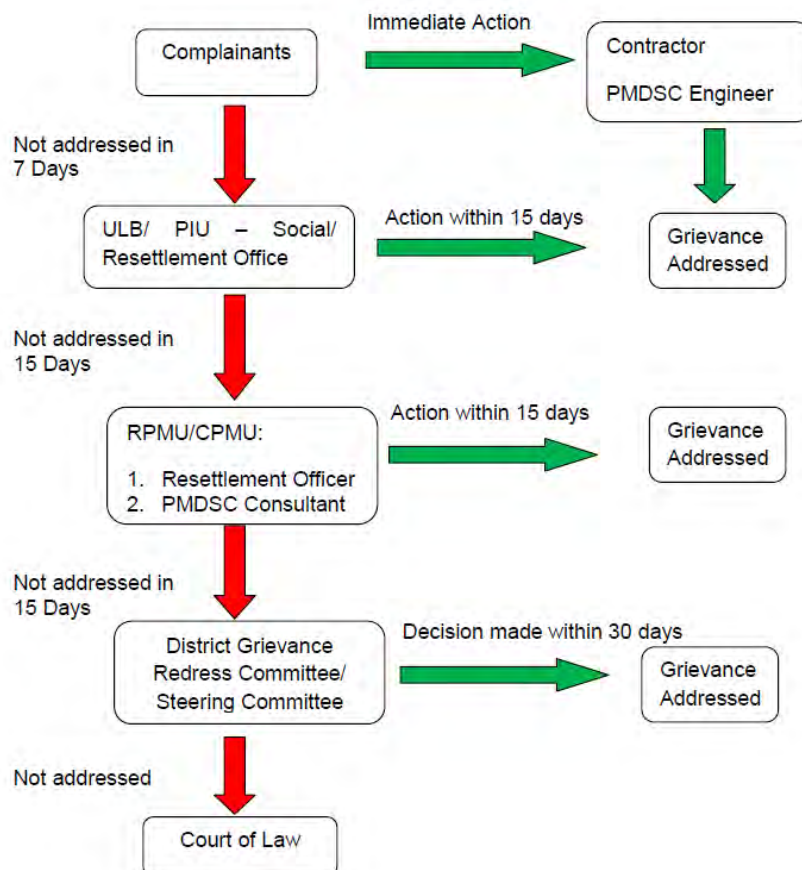 Immediate Action
Complainants
Contractor
PMDSC Engineer
Not addressed in
7 Days
ULB/ PIU – Social/
Resettlement Office
Action within 15 days
Grievance
Addressed
Not addressed in
15 Days
RPMU/CPMU:
1. Resettlement Officer
2. PMDSC Consultant
Action within 15 days
Grievance
Addressed
Not addressed in
15 Days
District Grievance
Redress Committee/
Steering Committee
Decision made within 30 days
Grievance
Addressed
Not addressed
Court of Law